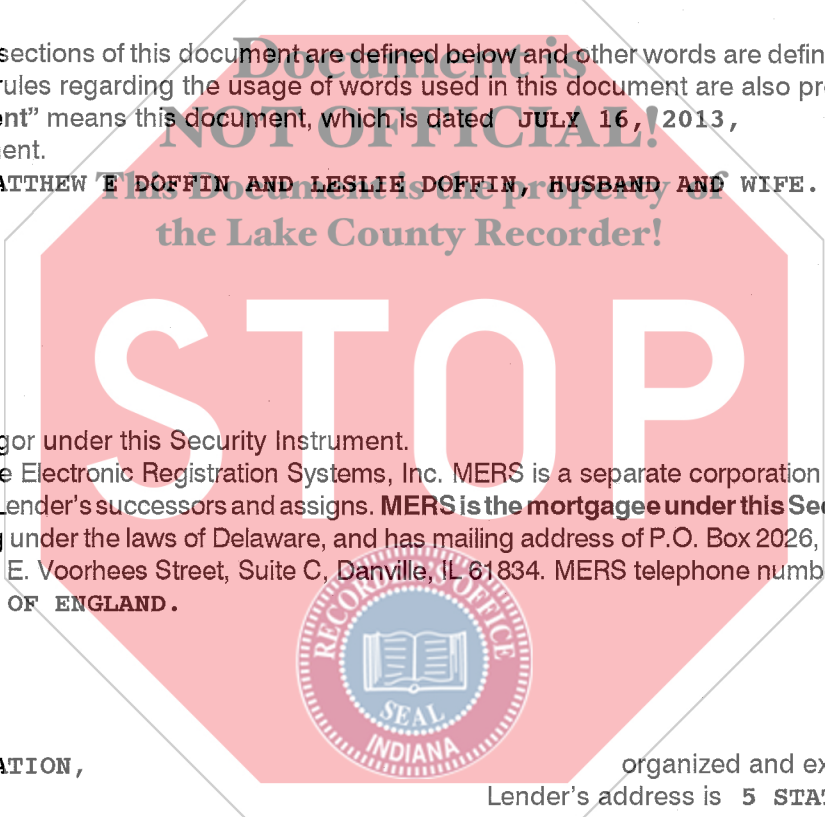 Document is
sections of this document are defined below and other words are defin
rules regarding the usage of words used in this document are also pr
ent” means this document, which is dated JULY 16, 2013,
NOT OFFICIAL!
ent.
ATTHEW E DOFFIN AND LESLIE DOFFIN, HUSBAND AND WIFE.
This Document is the property of
the Lake County Recorder!
STOP
gor under this Security Instrument.
e Electronic Registration Systems, Inc. MERS is a separate corporation
Lender’s successors and assigns. MERS is the mortgagee under this Sec
g under the laws of Delaware, and has mailing address of P.O. Box 2026,
E. Voorhees Street, Suite C, Danville, IL 61834. MERS telephone numb
OF ENGLAND.
RECORDER'S OFFICE
SEAL
INDIANA
ATION, organized and ex
Lender’s address is 5 STAT